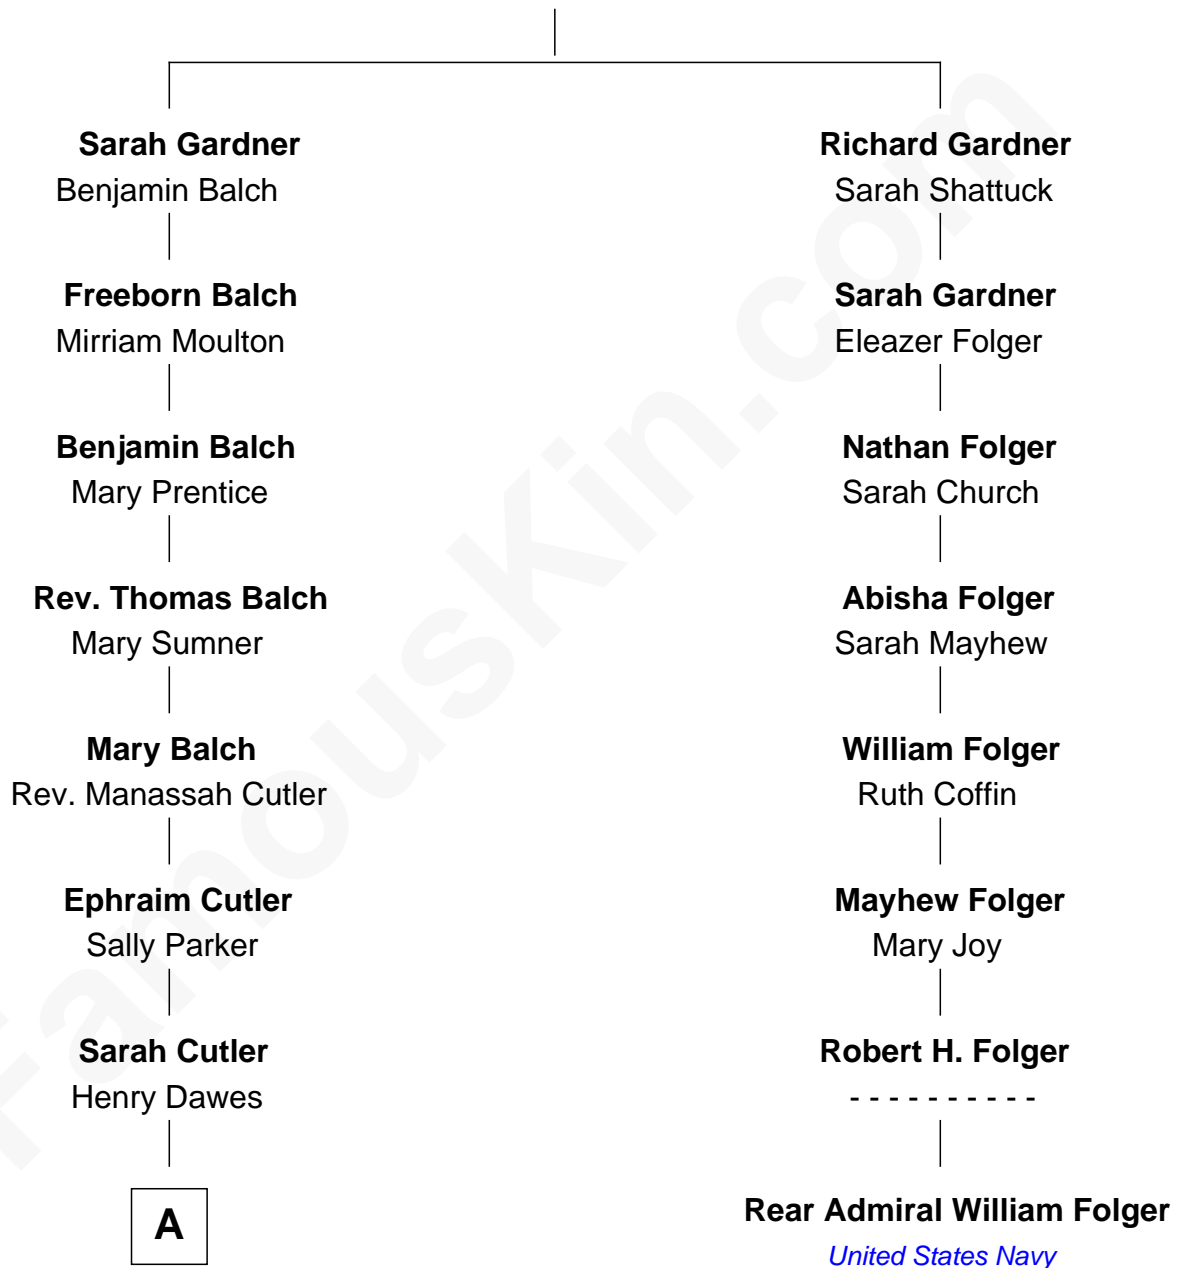 Sarah Gardner
Benjamin Balch
Freeborn Balch
Mirriam Moulton
Benjamin Balch
Mary Prentice
Rev. Thomas Balch
Mary Sumner
Mary Balch
Rev. Manassah Cutler
Ephraim Cutler
Sally Parker
Sarah Cutler
Henry Dawes
A
Richard Gardner
Sarah Shattuck
Sarah Gardner
Eleazer Folger
Nathan Folger
Sarah Church
Abisha Folger
Sarah Mayhew
William Folger
Ruth Coffin
Mayhew Folger
Mary Joy
Robert H. Folger
- - - - - - - - - -
Rear Admiral William Folger
United States Navy
FamousKin.com